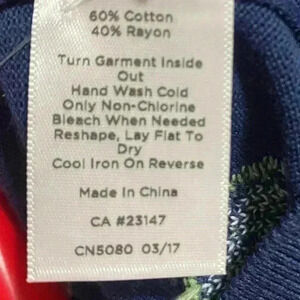 60% Cotton
40% Rayon
Turn Garment Inside
Out
Hand Wash Cold
Only Non-Chlorine
Bleach When Needed
Reshape, Lay Flat To
Dry
Cool Iron On Reverse
Made In China
CA #23147
CN5080 03/17